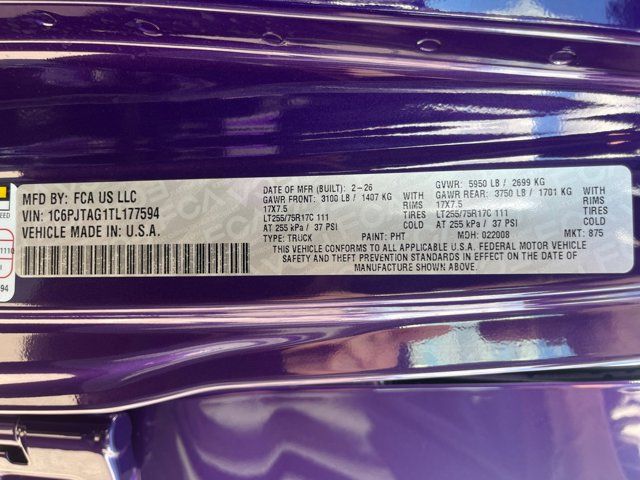 MFD BY: FCA US LLC
VIN: 1C6PJTAG1TL177594
VEHICLE MADE IN: U.S.A.
DATE OF MFR (BUILT): 2-26
GAWR FRONT: 3100 LB / 1407 KG WITH
17X7.5 RIMS
LT255/75R17C 111
AT 255 kPa / 37 PSI COLD
TYPE: TRUCK PAINT: PHT
GVWR: 5950 LB / 2699 KG
GAWR REAR: 3750 LB / 1701 KG WITH
17X7.5 RIMS
LT255/75R17C 111
AT 255 kPa / 37 PSI COLD
MDH: 022008 MKT: 875
THIS VEHICLE CONFORMS TO ALL APPLICABLE U.S.A. FEDERAL MOTOR VEHICLE
SAFETY AND THEFT PREVENTION STANDARDS IN EFFECT ON THE DATE OF
MANUFACTURE SHOWN ABOVE.
94